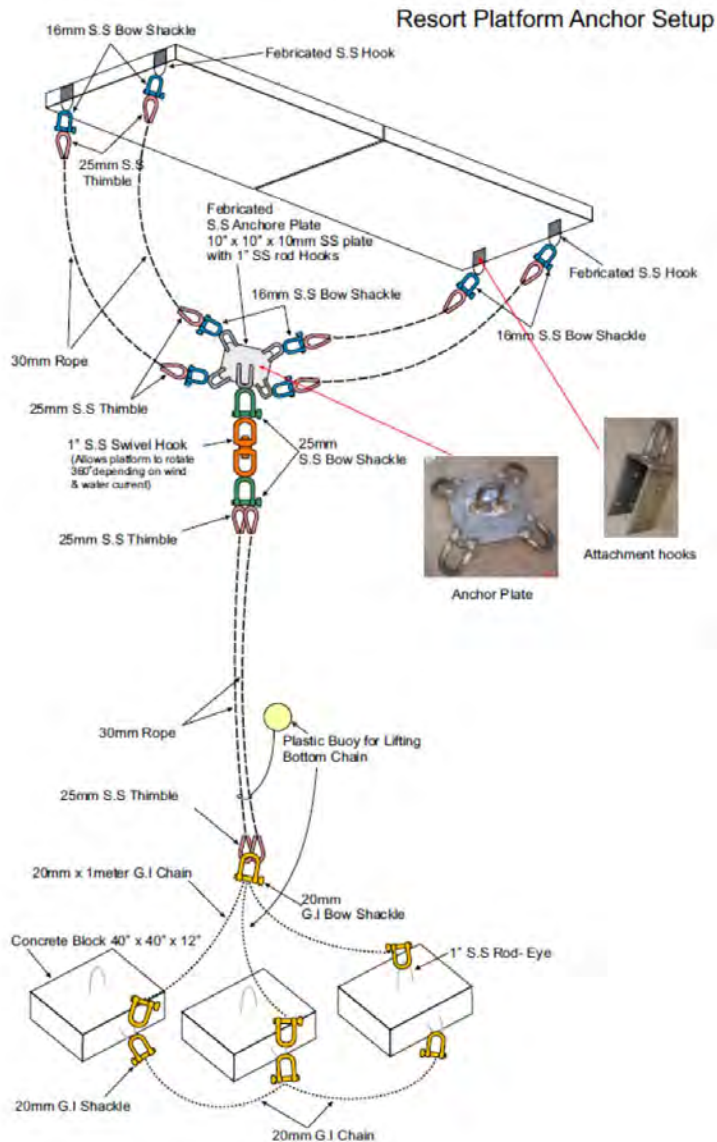 Resort Platform Anchor Setup
16mm S.S Bow Shackle
Febricated S.S Hook
25mm S.S
Thimble
Febricated
S.S Anchore Plate
10" x 10" x 10mm SS plate
with 1" SS rod Hooks
Febricated S.S Hook
16mm S.S Bow Shackle
16mm S.S Bow Shackle
30mm Rope
25mm S.S Thimble
1" S.S Swivel Hook
(Allows platform to rotate
360°depending on wind
& water current)
25mm
S.S Bow Shackle
25mm S.S Thimble
Attachment hooks
Anchor Plate
30mm Rope
Plastic Buoy for Lifting
Bottom Chain
25mm S.S Thimble
20mm x 1meter G.I Chain
20mm
G.I Bow Shackle
Concrete Block 40" x 40" x 12"
1" S.S Rod- Eye
20mm G.I Shackle
20mm G.I Chain